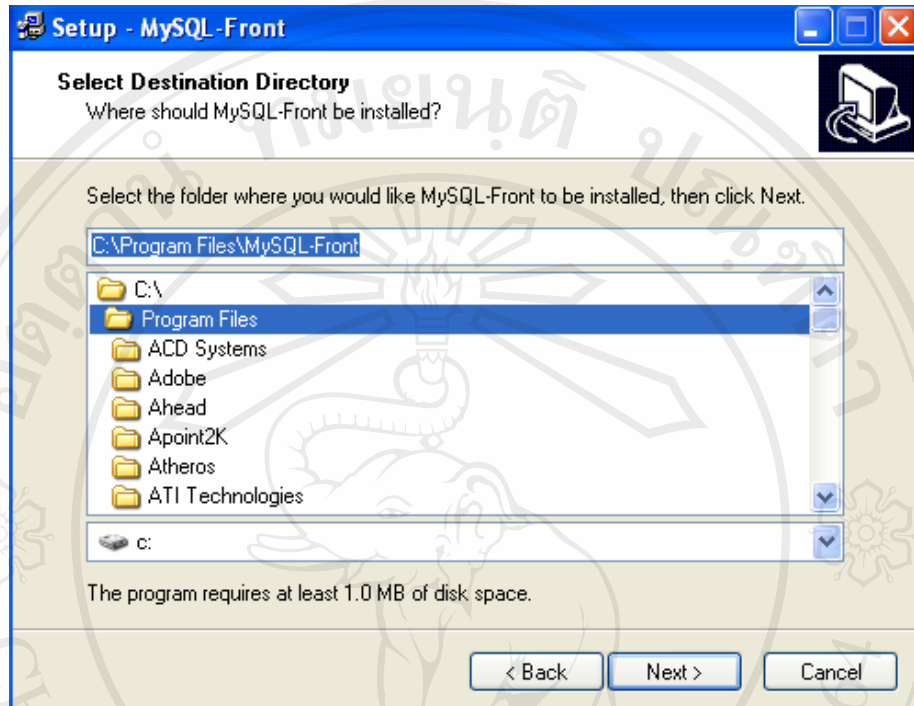 Setup - MySQL-Front
Select Destination Directory
Where should MySQL-Front be installed?
Select the folder where you would like MySQL-Front to be installed, then click Next.
C:\Program Files\MySQL-Front
C:\
Program Files
ACD Systems
Adobe
Ahead
Apoint2K
Atheros
ATI Technologies
c:
The program requires at least 1.0 MB of disk space.
< Back
Next >
Cancel